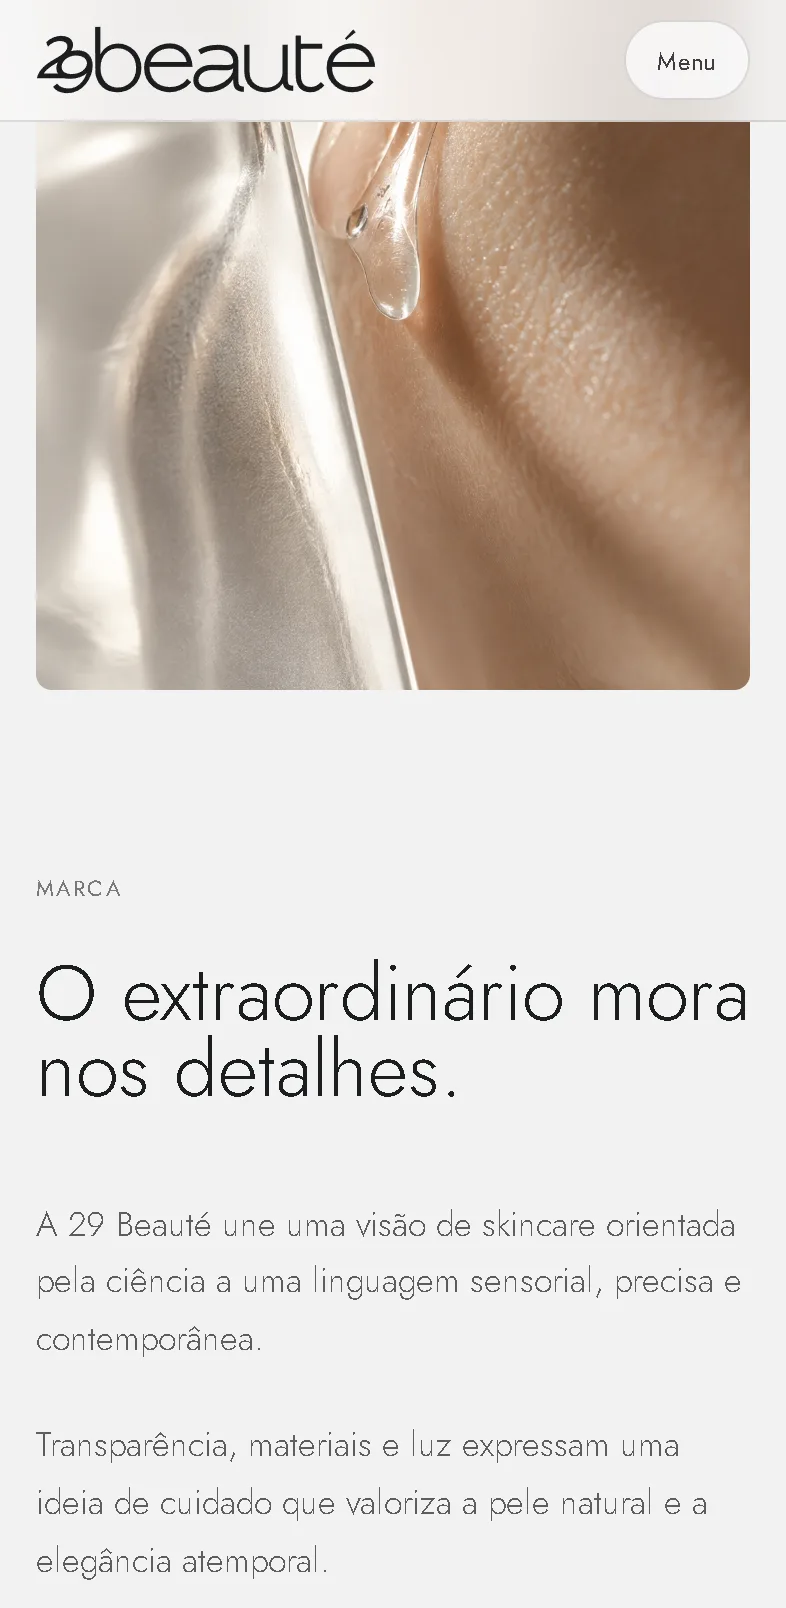 29beauté
Menu
MARCA
O extraordinário mora
nos detalhes.
A 29 Beauté une uma visão de skincare orientada
pela ciência a uma linguagem sensorial, precisa e
contemporânea.
Transparência, materiais e luz expressam uma
ideia de cuidado que valoriza a pele natural e a
elegância atemporal.